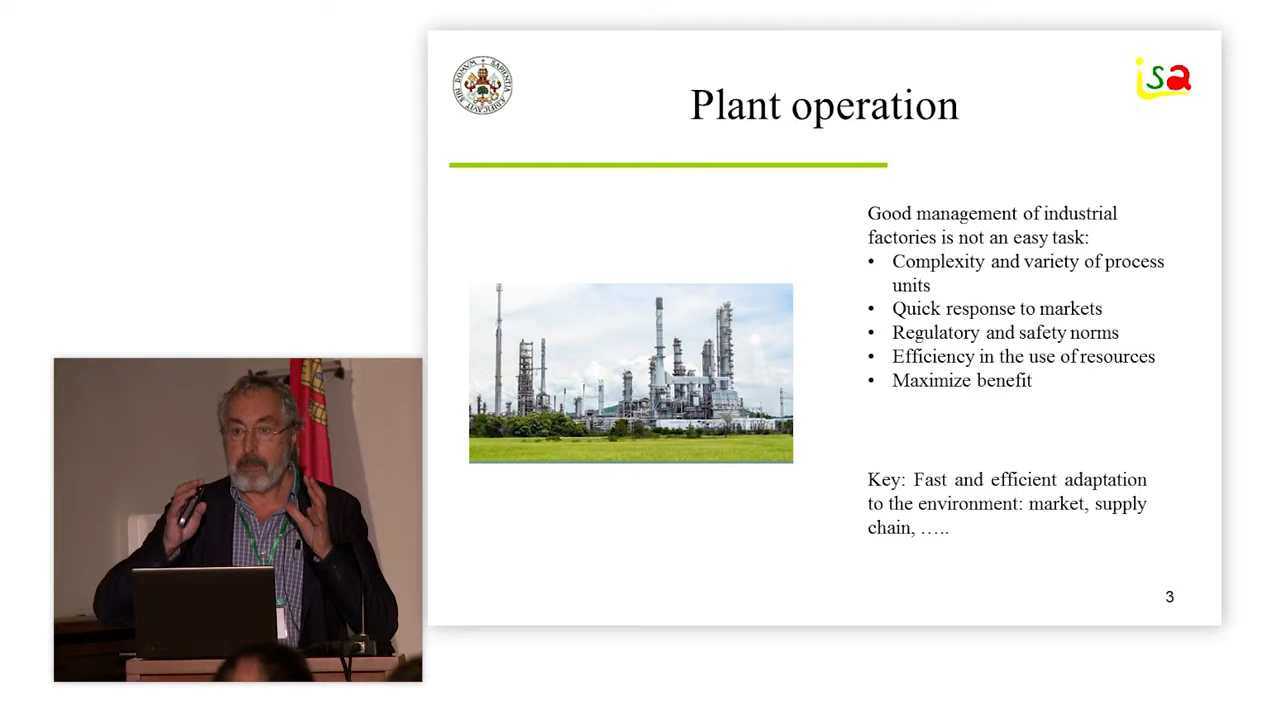 isa
Plant operation
Good management of industrial
factories is not an easy task:
• Complexity and variety of process
units
• Quick response to markets
• Regulatory and safety norms
• Efficiency in the use of resources
• Maximize benefit
Key: Fast and efficient adaptation
to the environment: market, supply
chain, .....
3